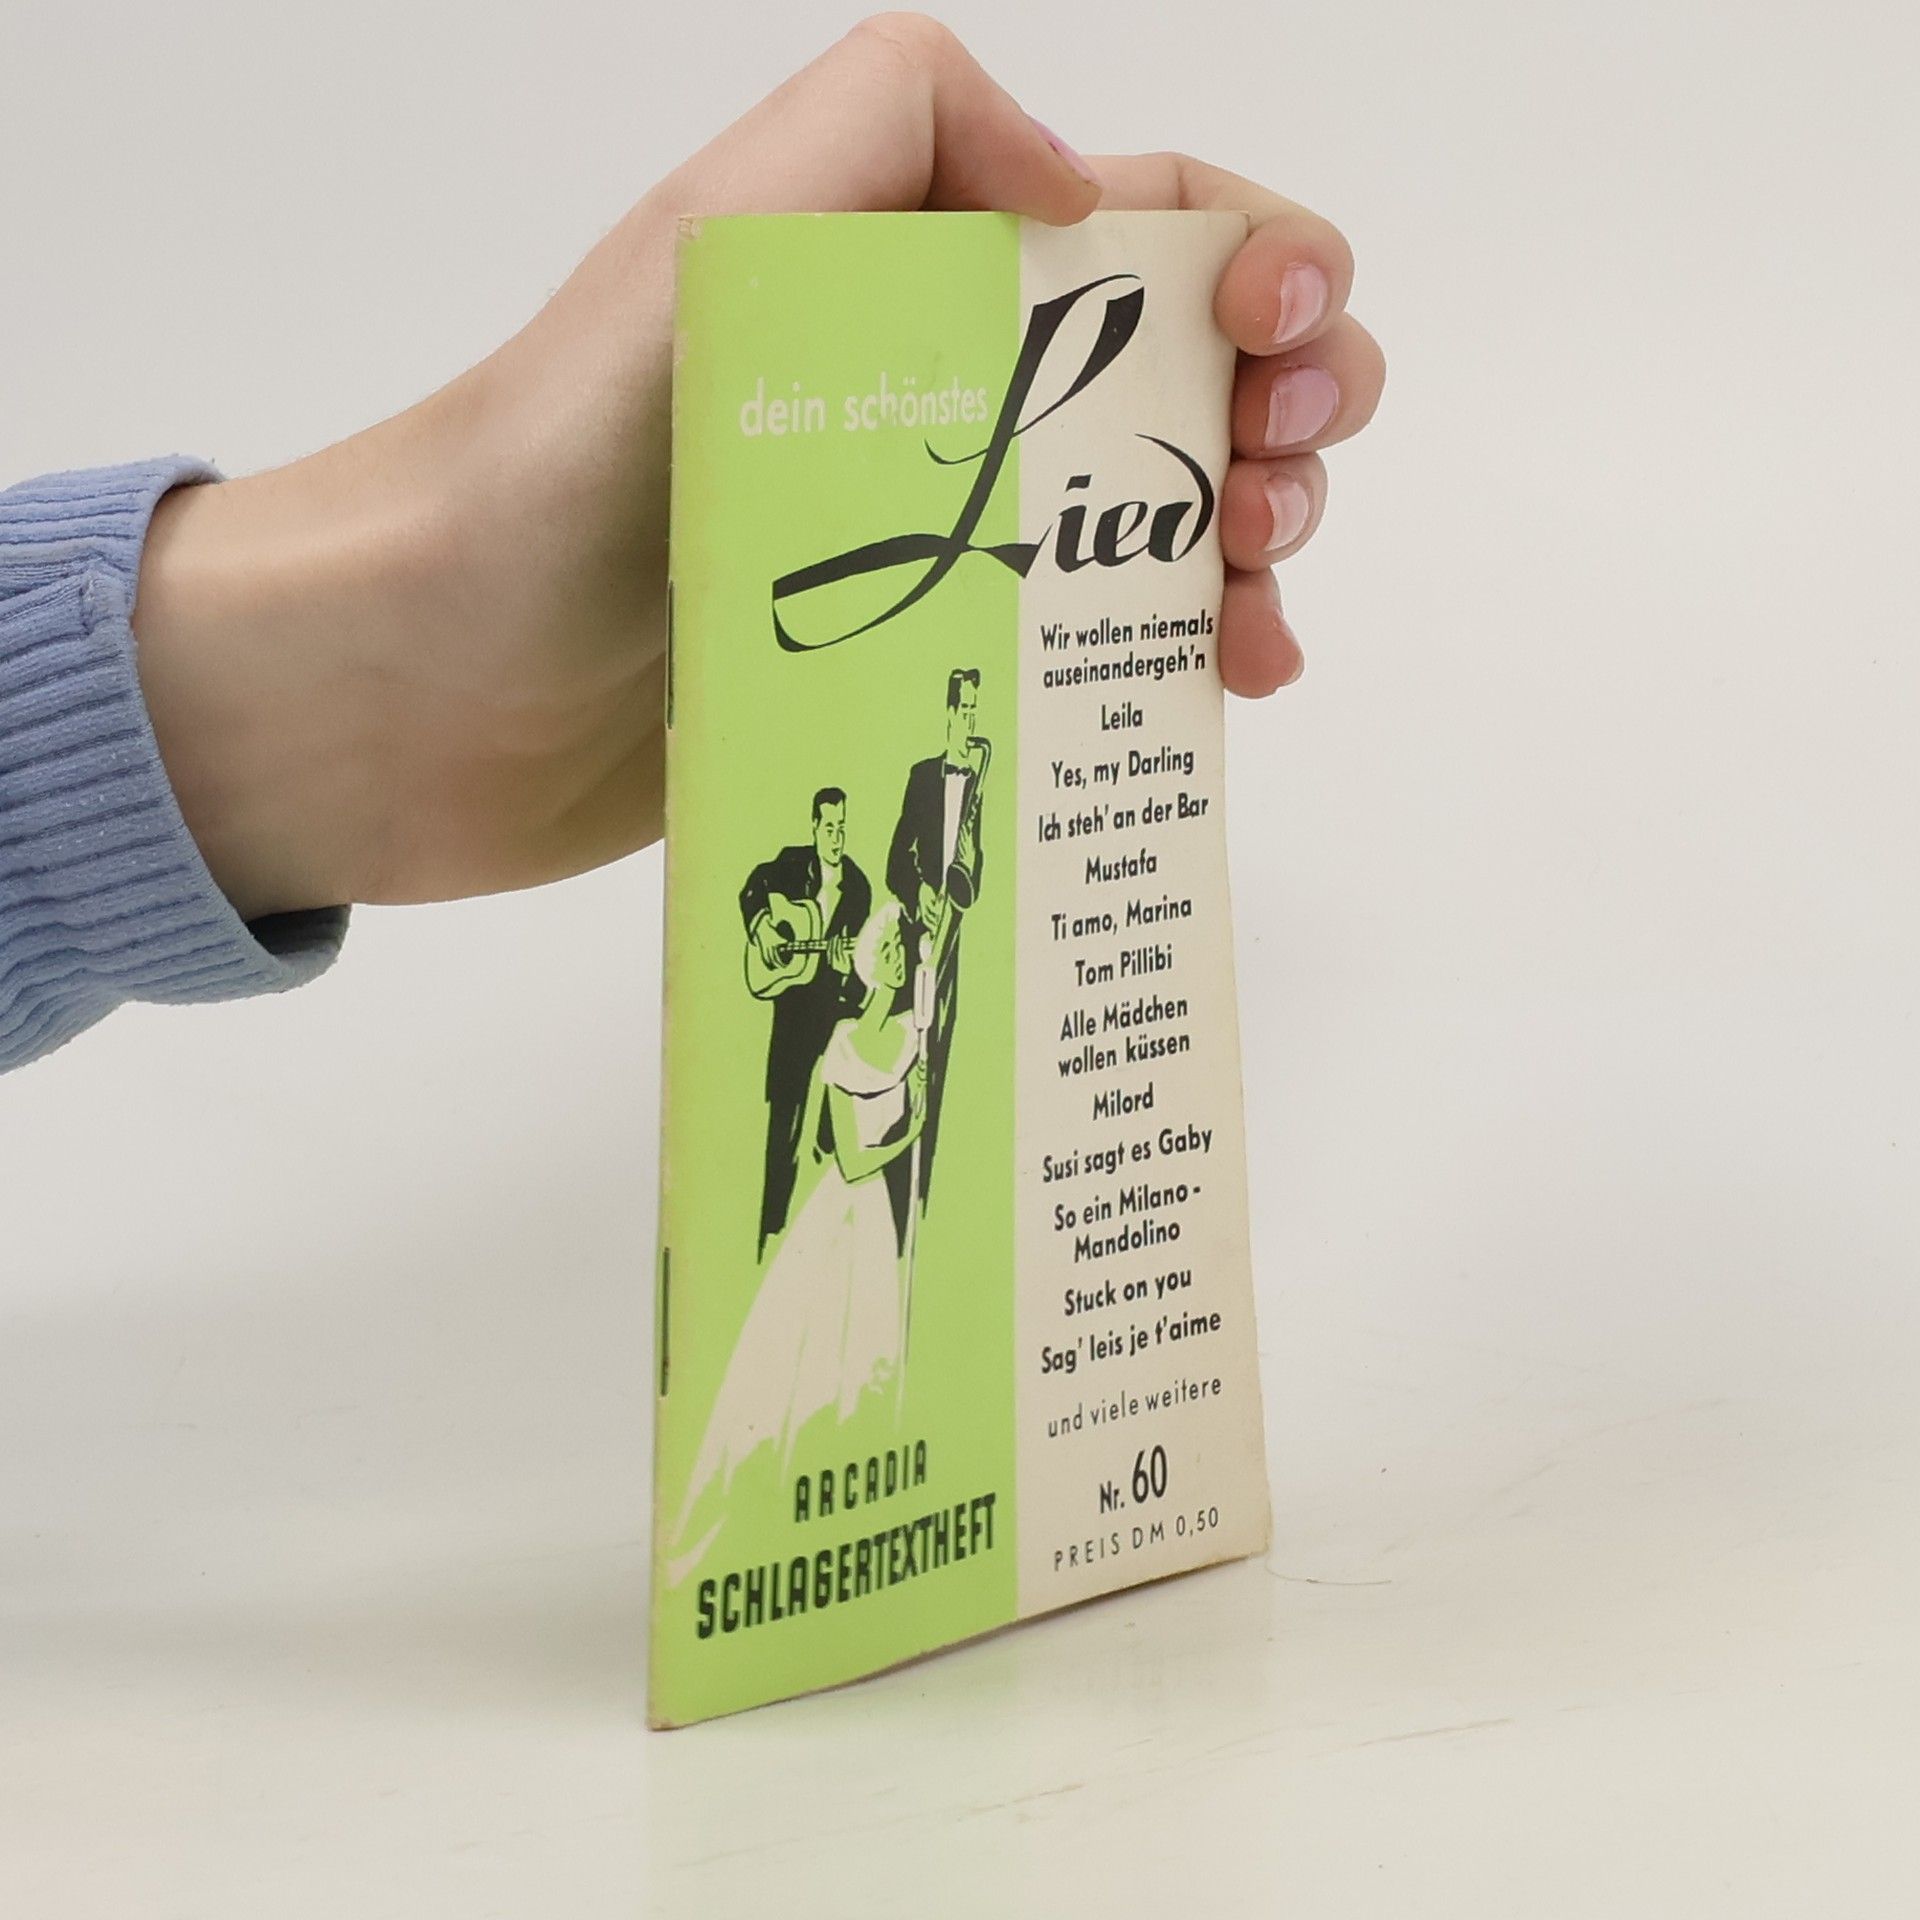 dein schönstes
Lied
Wir wollen niemals
auseinandergeh'n
Leila
Yes, my Darling
Ich steh' an der Bar
Mustafa
Ti amo, Marina
Tom Pillibi
Alle Mädchen
wollen küssen
Milord
Susi sagt es Gaby
So ein Milano-
Mandolino
Stuck on you
Sag' leis je t'aime
und viele weitere
Nr. 60
PREIS DM 0,50
ARCADIA
SCHLAGERTEXTHEFT